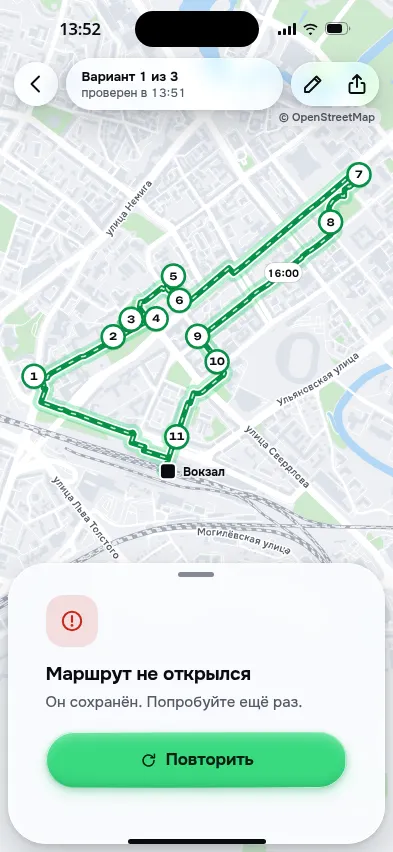 13:52
Вариант 1 из 3
проверен в 13:51
© OpenStreetMap
улица Немига
7
8
16:00
5
6
3
4
2
9
10
1
Ульяновская улица
11
улица Свердлова
Вокзал
улица Льва Толстого
Могилёвская улица
Маршрут не открылся
Он сохранён. Попробуйте ещё раз.
Повторить